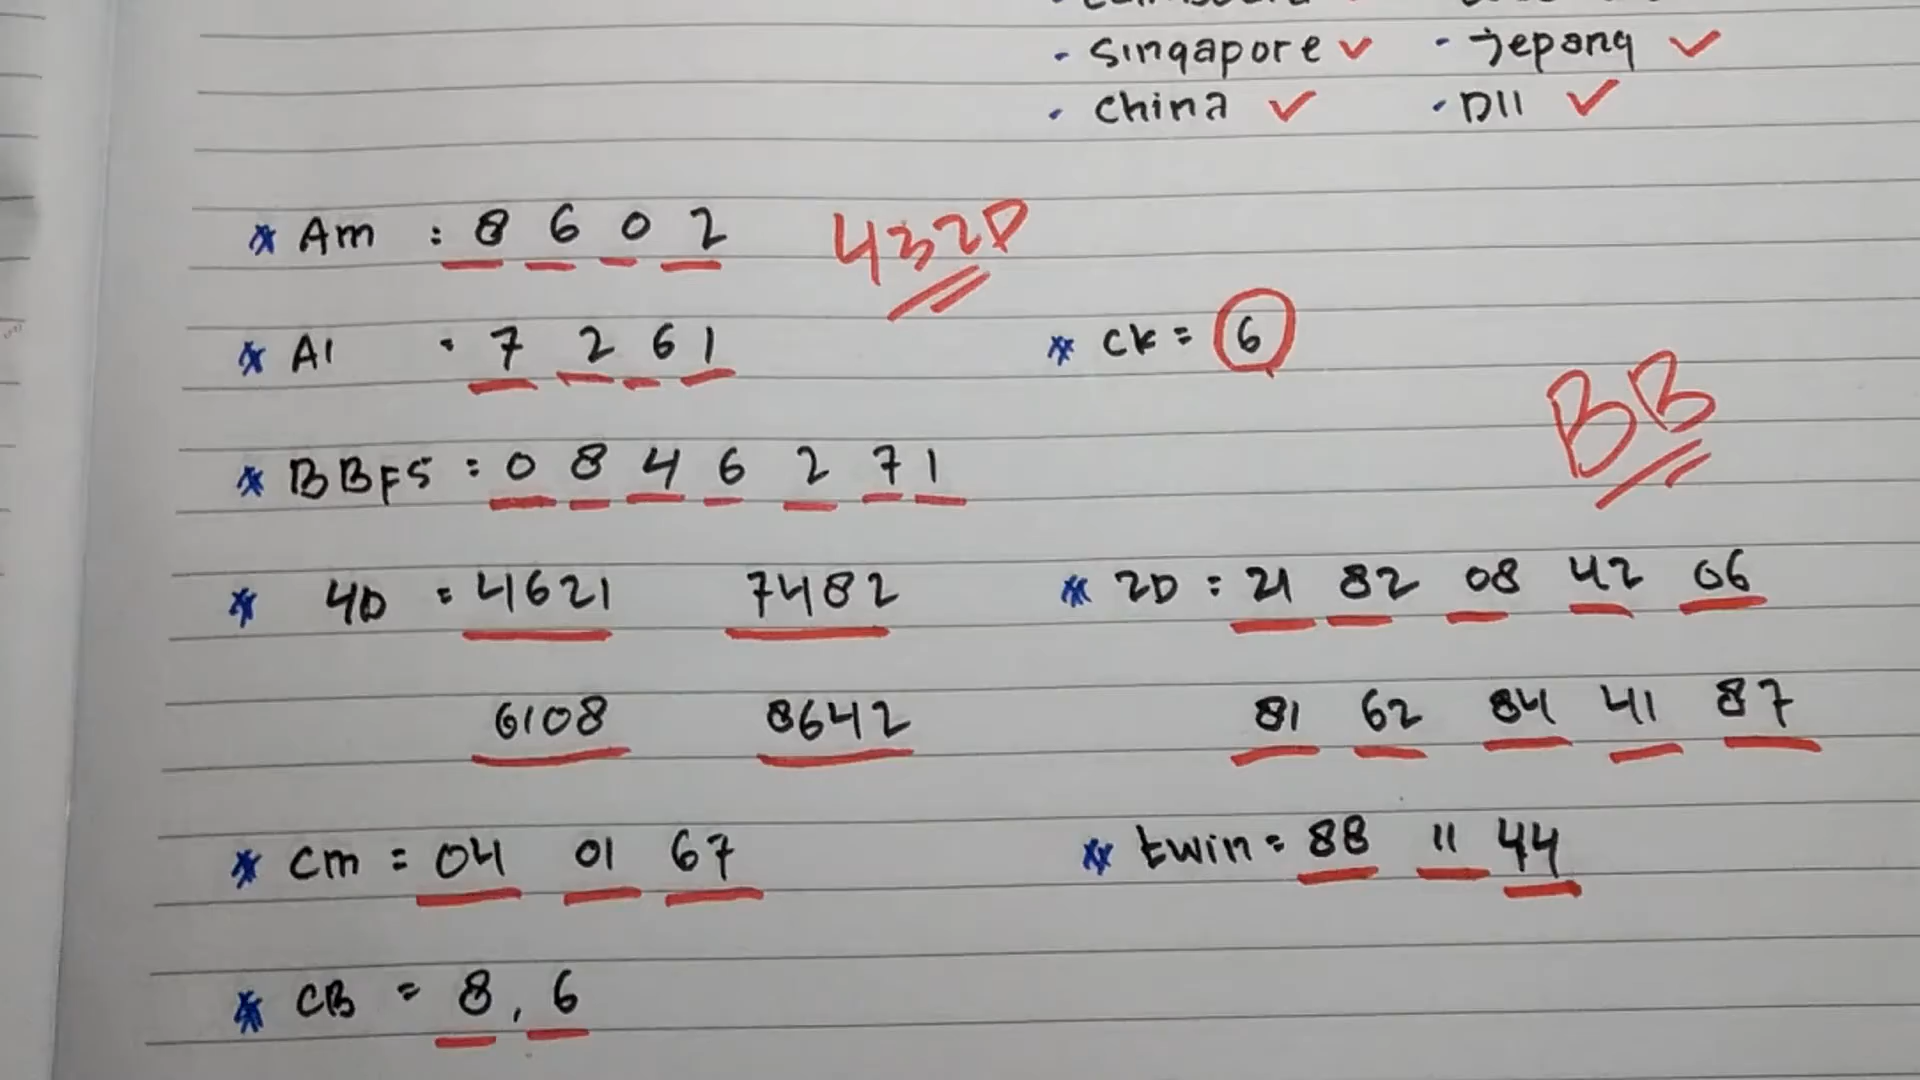 · Singapore ✓ · Jepang ✓
· China ✓ · Dll ✓
* Am : 8 6 0 2 432D
* AI · 7 2 6 1 * CK = 6
BB
* BBFS : 0 8 4 6 2 7 1
* 4D = 4621 7482 * 2D : 21 82 08 42 06
6108 8642 81 62 84 41 87
* Cm = 04 01 67 * twin = 88 11 44
* CB = 8, 6